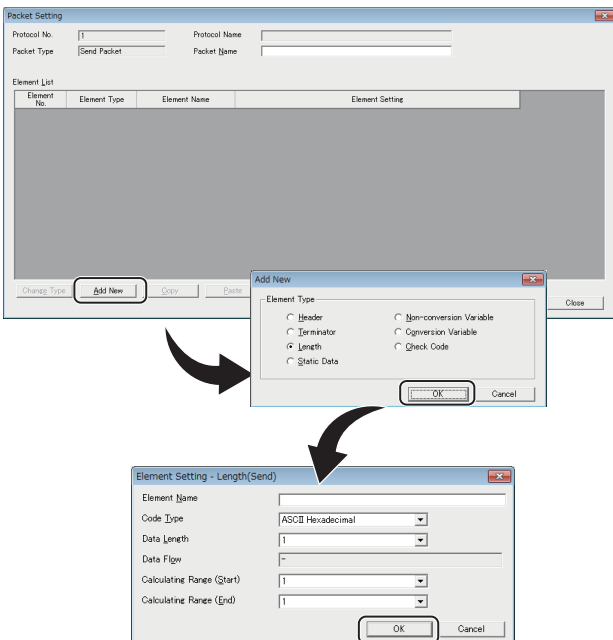 Packet Setting
Protocol No. 1 Protocol Name
Packet Type Send Packet Packet Name
Element List
Element No. Element Type Element Name Element Setting
Change Type Add New Copy Paste Close
Add New
Element Type
Header Non-conversion Variable
Terminator Conversion Variable
Length Check Code
Static Data
OK Cancel
Element Setting - Length(Send)
Element Name
Code Type ASCII Hexadecimal
Data Length 1
Data Flow -
Calculating Range (Start) 1
Calculating Range (End) 1
OK Cancel